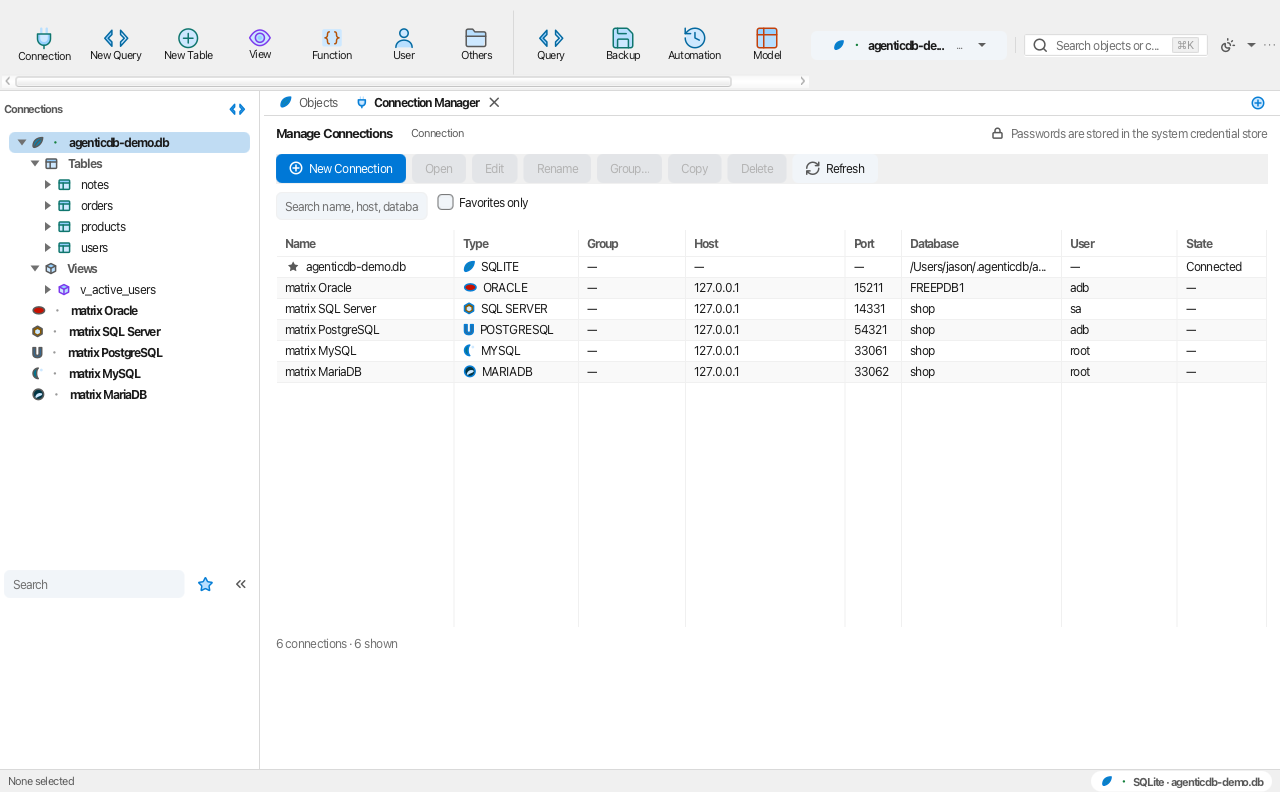 Connection
New Query
New Table
View
Function
User
Others
Query
Backup
Automation
Model
agenticdb-de... ...
Search objects or c... ⌘K
Connections
Objects
Connection Manager
Manage Connections Connection
Passwords are stored in the system credential store
New Connection Open Edit Rename Group... Copy Delete Refresh
Search name, host, databa
Favorites only
Name Type Group Host Port Database User State
agenticdb-demo.db SQLITE — — — /Users/jason/.agenticdb/a... — Connected
matrix Oracle ORACLE — 127.0.0.1 15211 FREEPDB1 adb —
matrix SQL Server SQL SERVER — 127.0.0.1 14331 shop sa —
matrix PostgreSQL POSTGRESQL — 127.0.0.1 54321 shop adb —
matrix MySQL MYSQL — 127.0.0.1 33061 shop root —
matrix MariaDB MARIADB — 127.0.0.1 33062 shop root —
6 connections · 6 shown
agenticdb-demo.db
Tables
notes
orders
products
users
Views
v_active_users
matrix Oracle
matrix SQL Server
matrix PostgreSQL
matrix MySQL
matrix MariaDB
Search
None selected
SQLite · agenticdb-demo.db